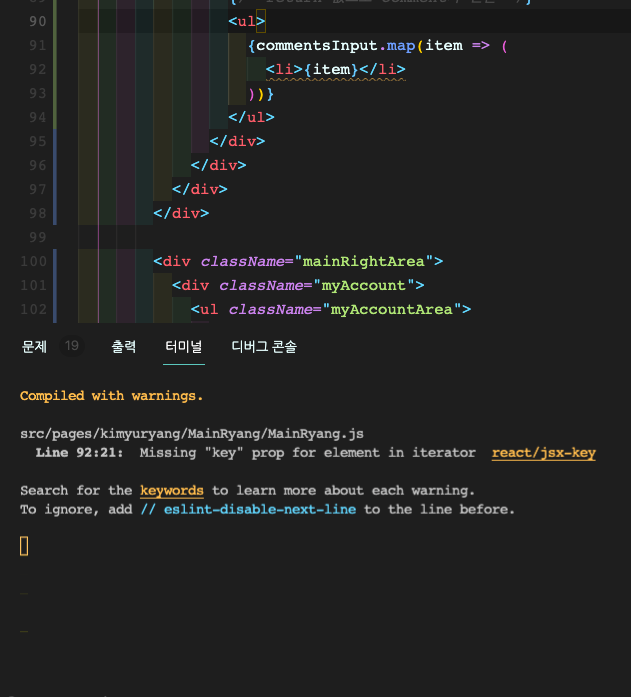 90 <ul>
91 {commentsInput.map(item => (
92 <li>{item}</li>
93 ))}
94 </ul>
95 </div>
96 </div>
97 </div>
98 </div>
99
100 <div className="mainRightArea">
101 <div className="myAccount">
102 <ul className="myAccountArea">
문제 19 출력 터미널 디버그 콘솔
Compiled with warnings.
src/pages/kimyuryang/MainRyang/MainRyang.js
Line 92:21: Missing "key" prop for element in iterator react/jsx-key
Search for the keywords to learn more about each warning.
To ignore, add // eslint-disable-next-line to the line before.